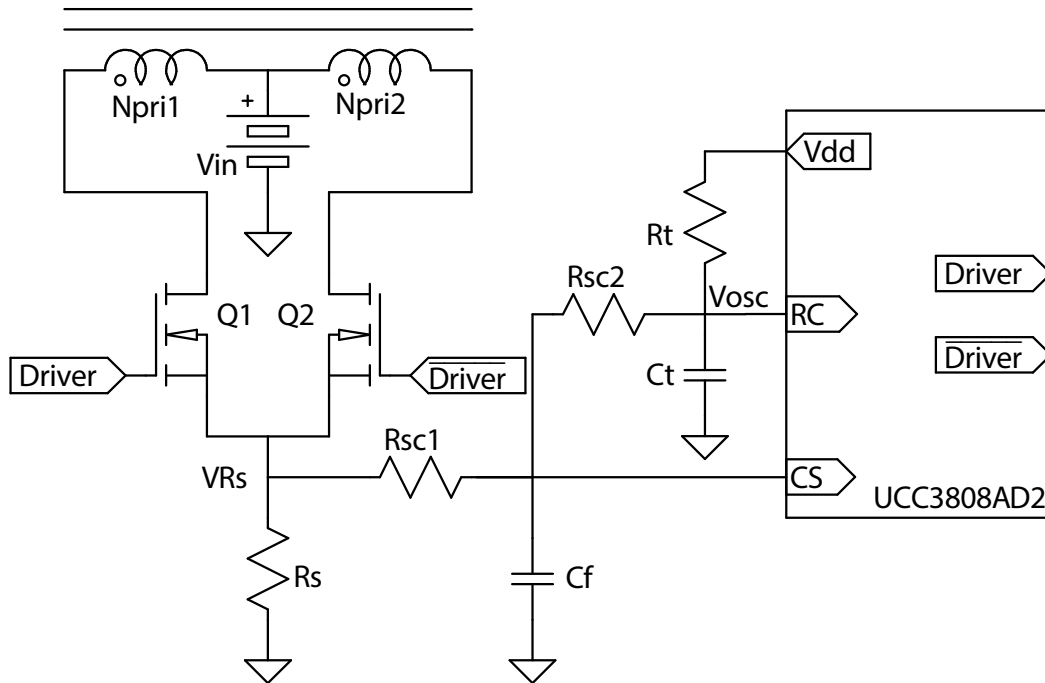 Npri1
Npri2
+
Vin
Vdd
Rt
Rsc2
Vosc
Driver
Q1
Q2
RC
Driver
Driver
Driver
Ct
Rsc1
VRs
CS
UCC3808AD2
Rs
Cf